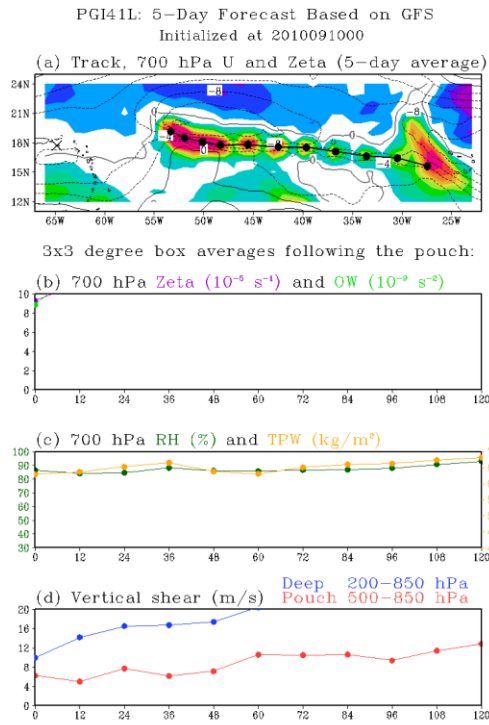 PGI41L: 5-Day Forecast Based on GFS
Initialized at 2010091000
(a) Track, 700 hPa U and Zeta (5-day average)
24N
21N
18N
15N
12N
-8
-8
-4
0
0
0
0
-4
65W 60W 55W 50W 45W 40W 35W 30W 25W
3x3 degree box averages following the pouch:
(b) 700 hPa Zeta (10⁻⁵ s⁻¹) and OW (10⁻⁹ s⁻²)
10
8
6
4
2
0
0 12 24 36 48 60 72 84 96 108 120
(c) 700 hPa RH (%) and TPW (kg/m²)
100
90
80
70
60
50
40
30
0 12 24 36 48 60 72 84 96 108 120
Deep 200-850 hPa
(d) Vertical shear (m/s) Pouch 500-850 hPa
20
16
12
8
4
0
0 12 24 36 48 60 72 84 96 108 120